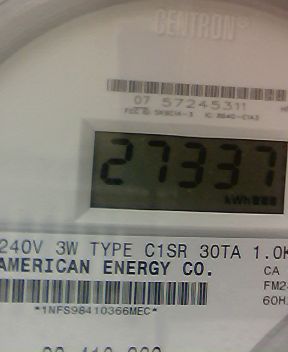 CENTRON®
07 57245311
27337
kWh
240V 3W TYPE C1SR 30TA 1.0K
AMERICAN ENERGY CO.
CA
FM2
60H
*1NFS98410366MEC*